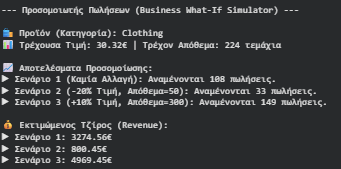 --- Προσομοιωτής Πωλήσεων (Business What-If Simulator) ---
Προϊόν (Κατηγορία): Clothing
Τρέχουσα Τιμή: 30.32€ | Τρέχον Απόθεμα: 224 τεμάχια
Αποτελέσματα Προσομοίωσης:
▶ Σενάριο 1 (Καμία Αλλαγή): Αναμένονται 108 πωλήσεις.
▶ Σενάριο 2 (-20% Τιμή, Απόθεμα=50): Αναμένονται 33 πωλήσεις.
▶ Σενάριο 3 (+10% Τιμή, Απόθεμα=300): Αναμένονται 149 πωλήσεις.
Εκτιμώμενος Τζίρος (Revenue):
▶ Σενάριο 1: 3274.56€
▶ Σενάριο 2: 800.45€
▶ Σενάριο 3: 4969.45€